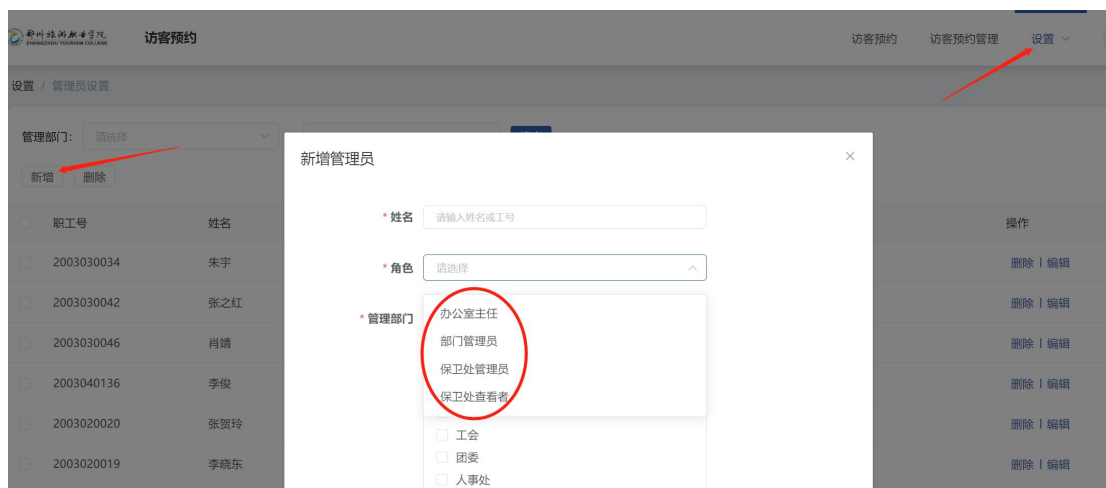 郑州旅游职业学院
ZHENGZHOU TOURISM COLLEGE
访客预约
访客预约 访客预约管理 设置
设置 / 管理员设置
管理部门： 请选择
新增 删除
新增管理员
* 姓名 请输入姓名或工号
* 角色 请选择
* 管理部门
办公室主任
部门管理员
保卫处管理员
保卫处查看者
工会
团委
人事处
职工号 姓名 操作
2003030034 朱宇 删除 | 编辑
2003030042 张之红 删除 | 编辑
2003030046 肖婧 删除 | 编辑
2003040136 李俊 删除 | 编辑
2003020020 张贺玲 删除 | 编辑
2003020019 李晓东 删除 | 编辑